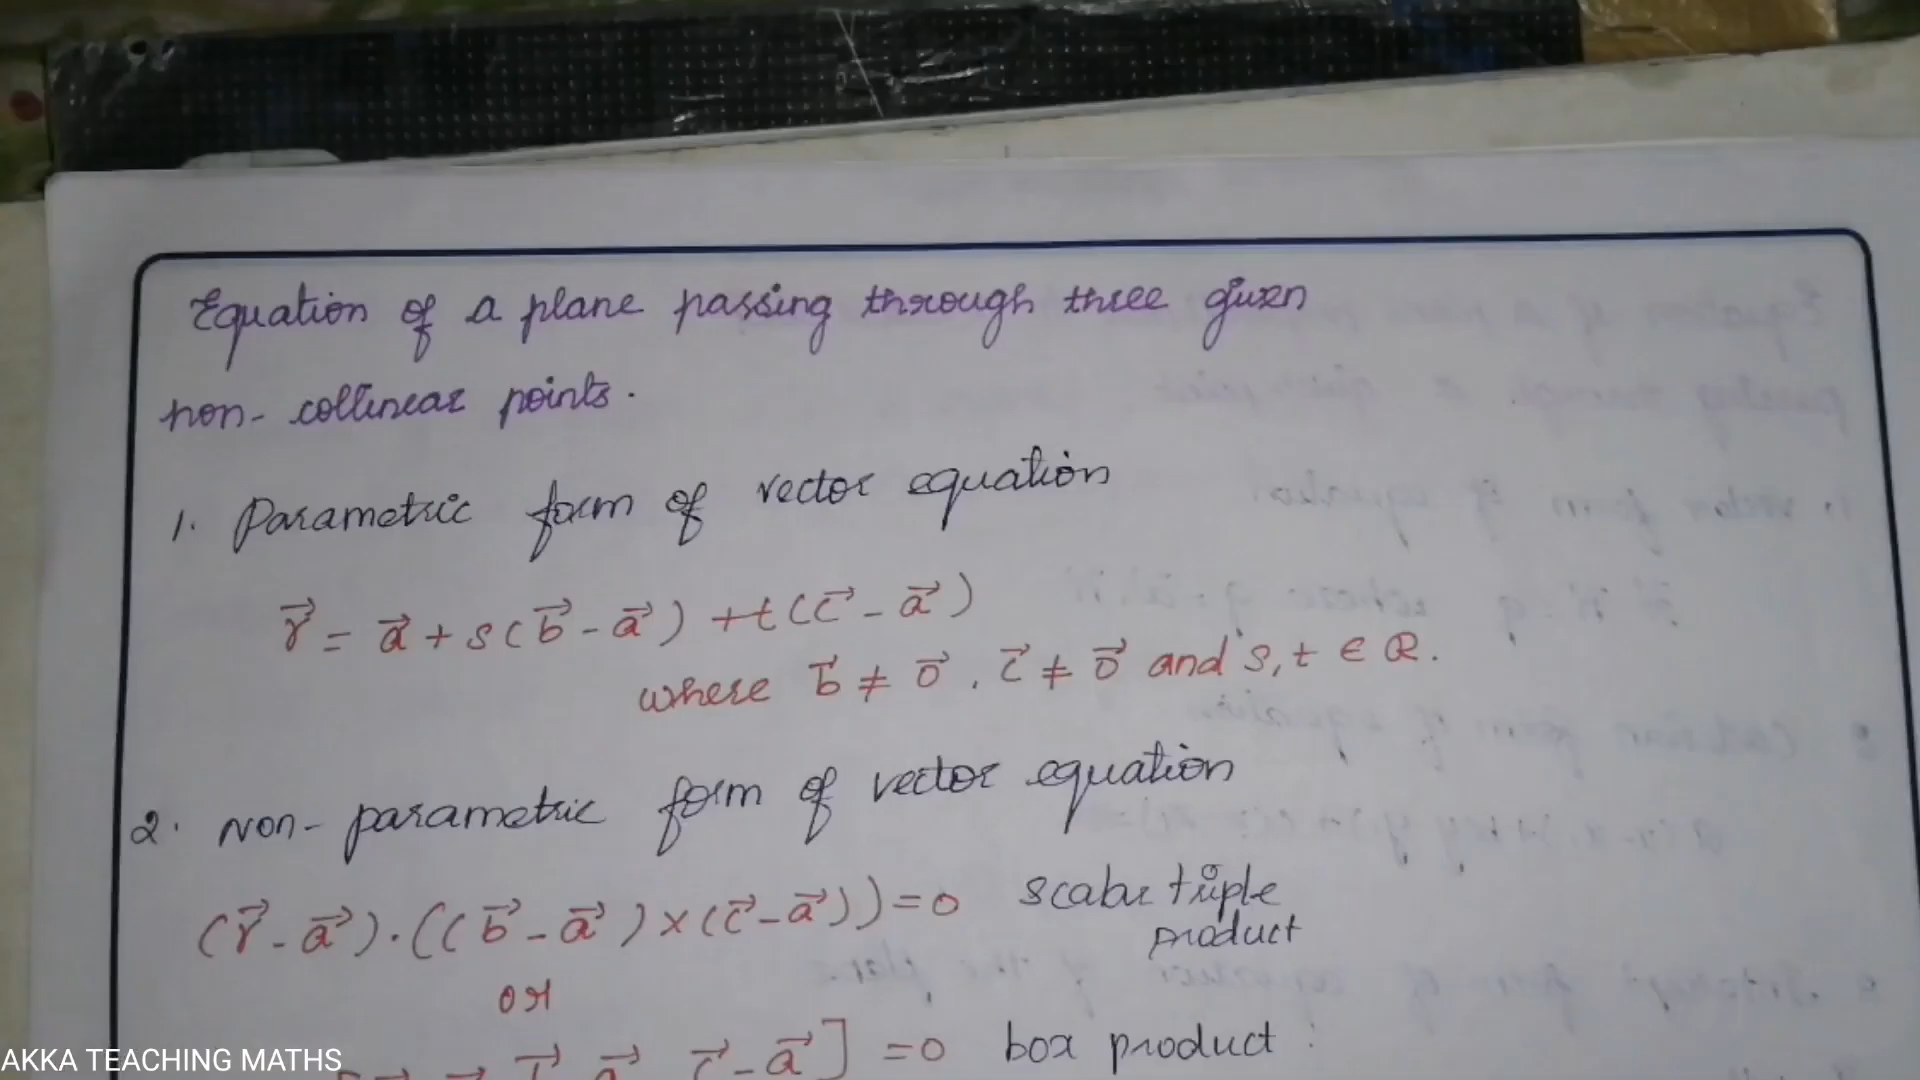 Equation of a plane passing through three given
non-collinear points.
1. Parametric form of vector equation
r⃗ = a⃗ + s(b⃗ - a⃗) + t(c⃗ - a⃗)
where b⃗ ≠ 0⃗, c⃗ ≠ 0⃗ and s, t ∈ R.
2. Non-parametric form of vector equation
(r⃗ - a⃗)·((b⃗ - a⃗) × (c⃗ - a⃗)) = 0 scalar triple
product
or
c⃗ - a⃗] = 0 box product
AKKA TEACHING MATHS